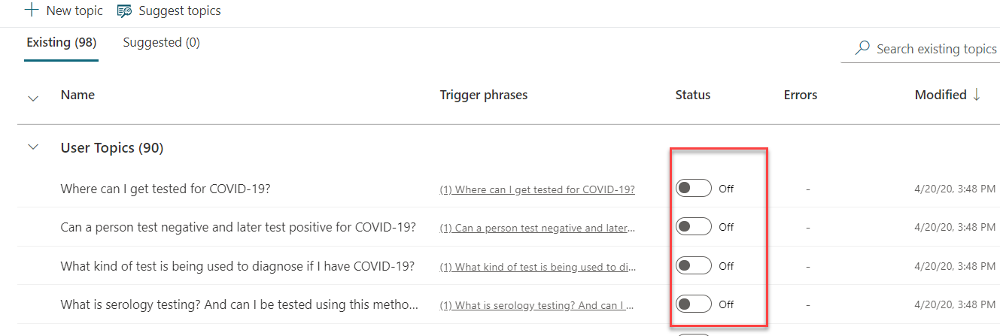 New topic Suggest topics
Existing (98) Suggested (0)
Search existing topics
Name Trigger phrases Status Errors Modified ↓
User Topics (90)
Where can I get tested for COVID-19? (1) Where can I get tested for COVID-19? Off - 4/20/20, 3:48 PM
Can a person test negative and later test positive for COVID-19? (1) Can a person test negative and later... Off - 4/20/20, 3:48 PM
What kind of test is being used to diagnose if I have COVID-19? (1) What kind of test is being used to di... Off - 4/20/20, 3:48 PM
What is serology testing? And can I be tested using this metho... (1) What is serology testing? And can I ... Off - 4/20/20, 3:48 PM